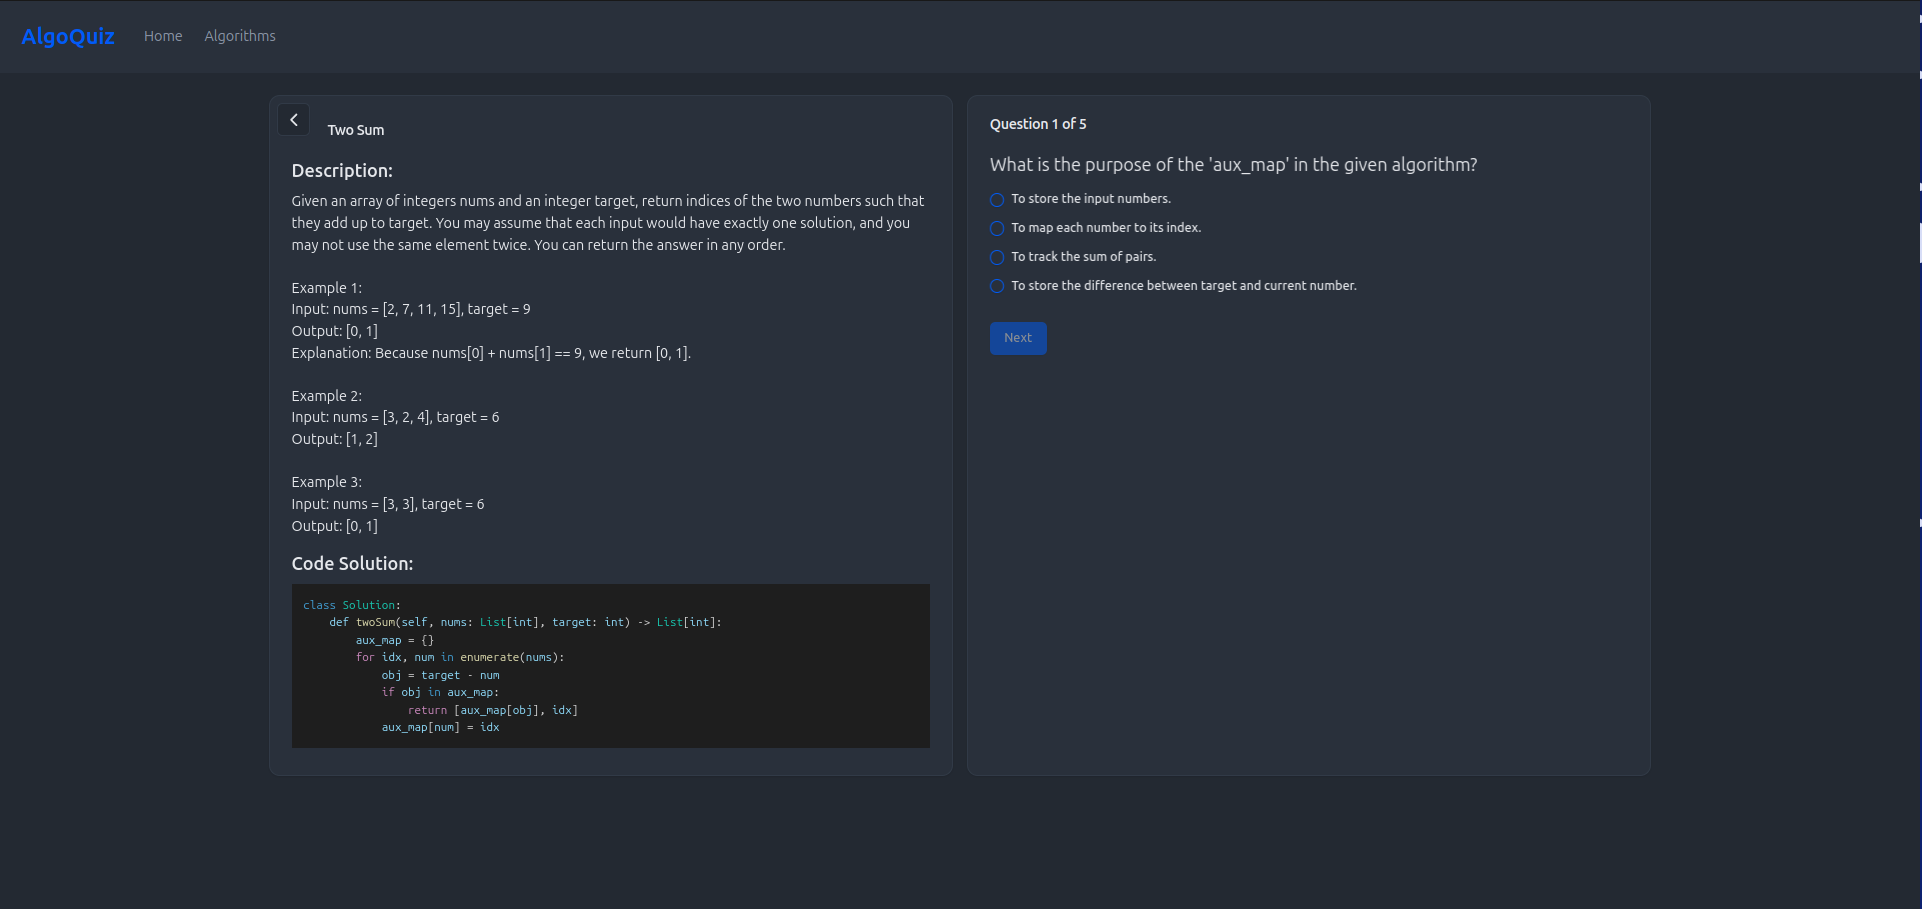 AlgoQuiz Home Algorithms
Two Sum
Description:
Given an array of integers nums and an integer target, return indices of the two numbers such that
they add up to target. You may assume that each input would have exactly one solution, and you
may not use the same element twice. You can return the answer in any order.
Example 1:
Input: nums = [2, 7, 11, 15], target = 9
Output: [0, 1]
Explanation: Because nums[0] + nums[1] == 9, we return [0, 1].
Example 2:
Input: nums = [3, 2, 4], target = 6
Output: [1, 2]
Example 3:
Input: nums = [3, 3], target = 6
Output: [0, 1]
Code Solution:
class Solution:
    def twoSum(self, nums: List[int], target: int) -> List[int]:
        aux_map = {}
        for idx, num in enumerate(nums):
            obj = target - num
            if obj in aux_map:
                return [aux_map[obj], idx]
            aux_map[num] = idx
Question 1 of 5
What is the purpose of the 'aux_map' in the given algorithm?
To store the input numbers.
To map each number to its index.
To track the sum of pairs.
To store the difference between target and current number.
Next